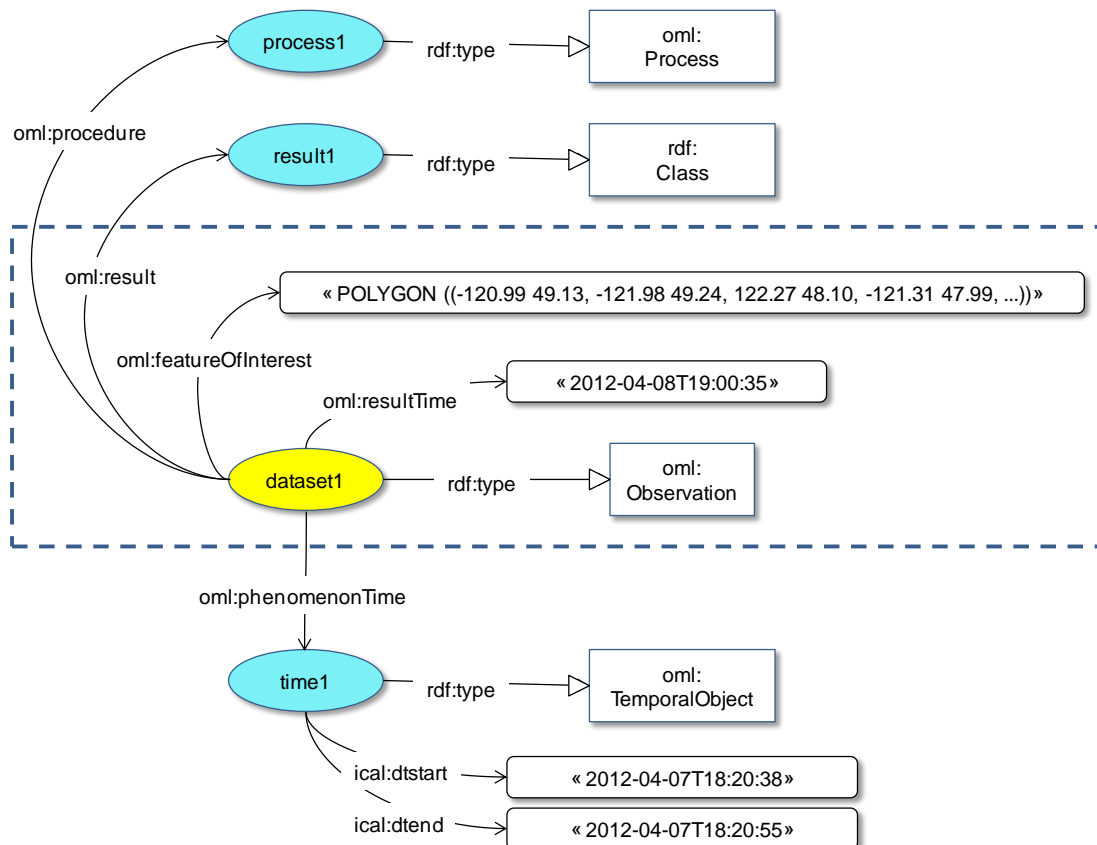 process1
rdf:type
oml:
Process
oml:procedure
result1
rdf:type
rdf:
Class
oml:result
« POLYGON ((-120.99 49.13, -121.98 49.24, 122.27 48.10, -121.31 47.99, ...))»
oml:featureOfInterest
« 2012-04-08T19:00:35»
oml:resultTime
dataset1
rdf:type
oml:
Observation
oml:phenomenonTime
time1
rdf:type
oml:
TemporalObject
ical:dtstart
« 2012-04-07T18:20:38»
ical:dtend
« 2012-04-07T18:20:55»